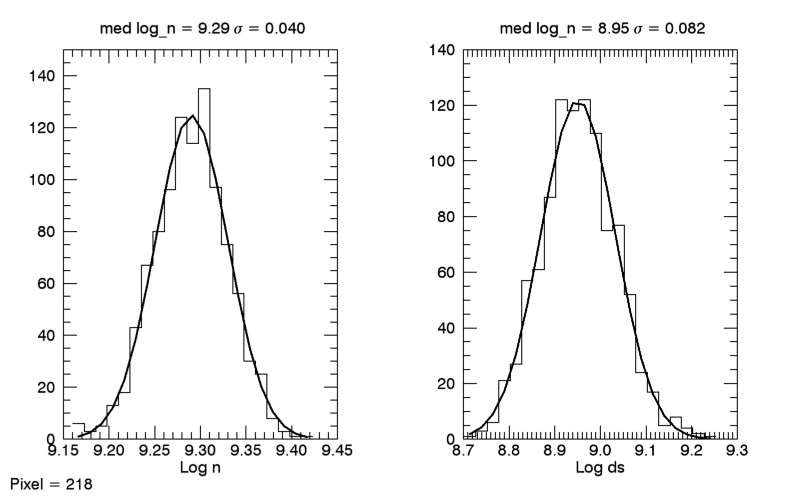 med log_n = 9.29 σ = 0.040
140
120
100
80
60
40
20
0
9.15 9.20 9.25 9.30 9.35 9.40 9.45
Log n
med log_n = 8.95 σ = 0.082
140
120
100
80
60
40
20
0
8.7 8.8 8.9 9.0 9.1 9.2 9.3
Log ds
Pixel = 218